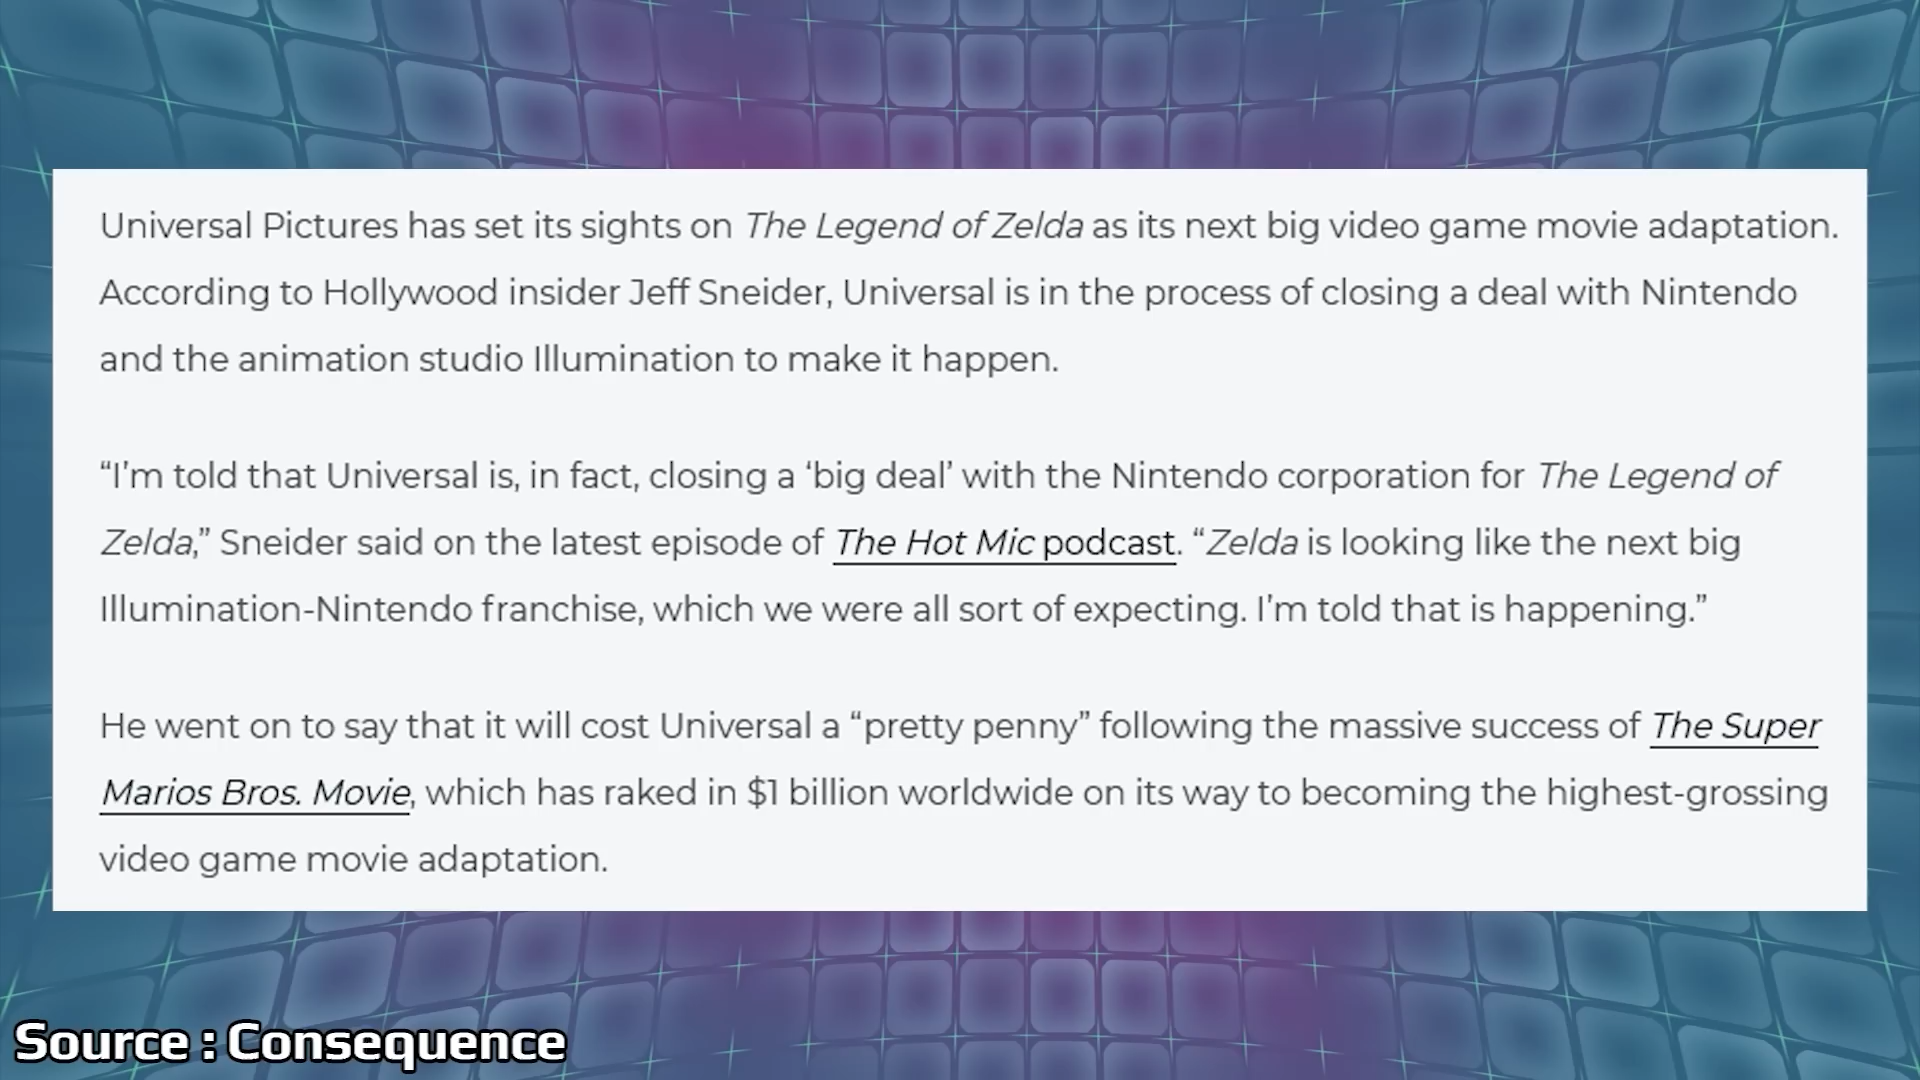 Universal Pictures has set its sights on The Legend of Zelda as its next big video game movie adaptation.
According to Hollywood insider Jeff Sneider, Universal is in the process of closing a deal with Nintendo
and the animation studio Illumination to make it happen.
“I’m told that Universal is, in fact, closing a ‘big deal’ with the Nintendo corporation for The Legend of
Zelda,” Sneider said on the latest episode of The Hot Mic podcast. “Zelda is looking like the next big
Illumination-Nintendo franchise, which we were all sort of expecting. I’m told that is happening.”
He went on to say that it will cost Universal a “pretty penny” following the massive success of The Super
Marios Bros. Movie, which has raked in $1 billion worldwide on its way to becoming the highest-grossing
video game movie adaptation.
Source : Consequence